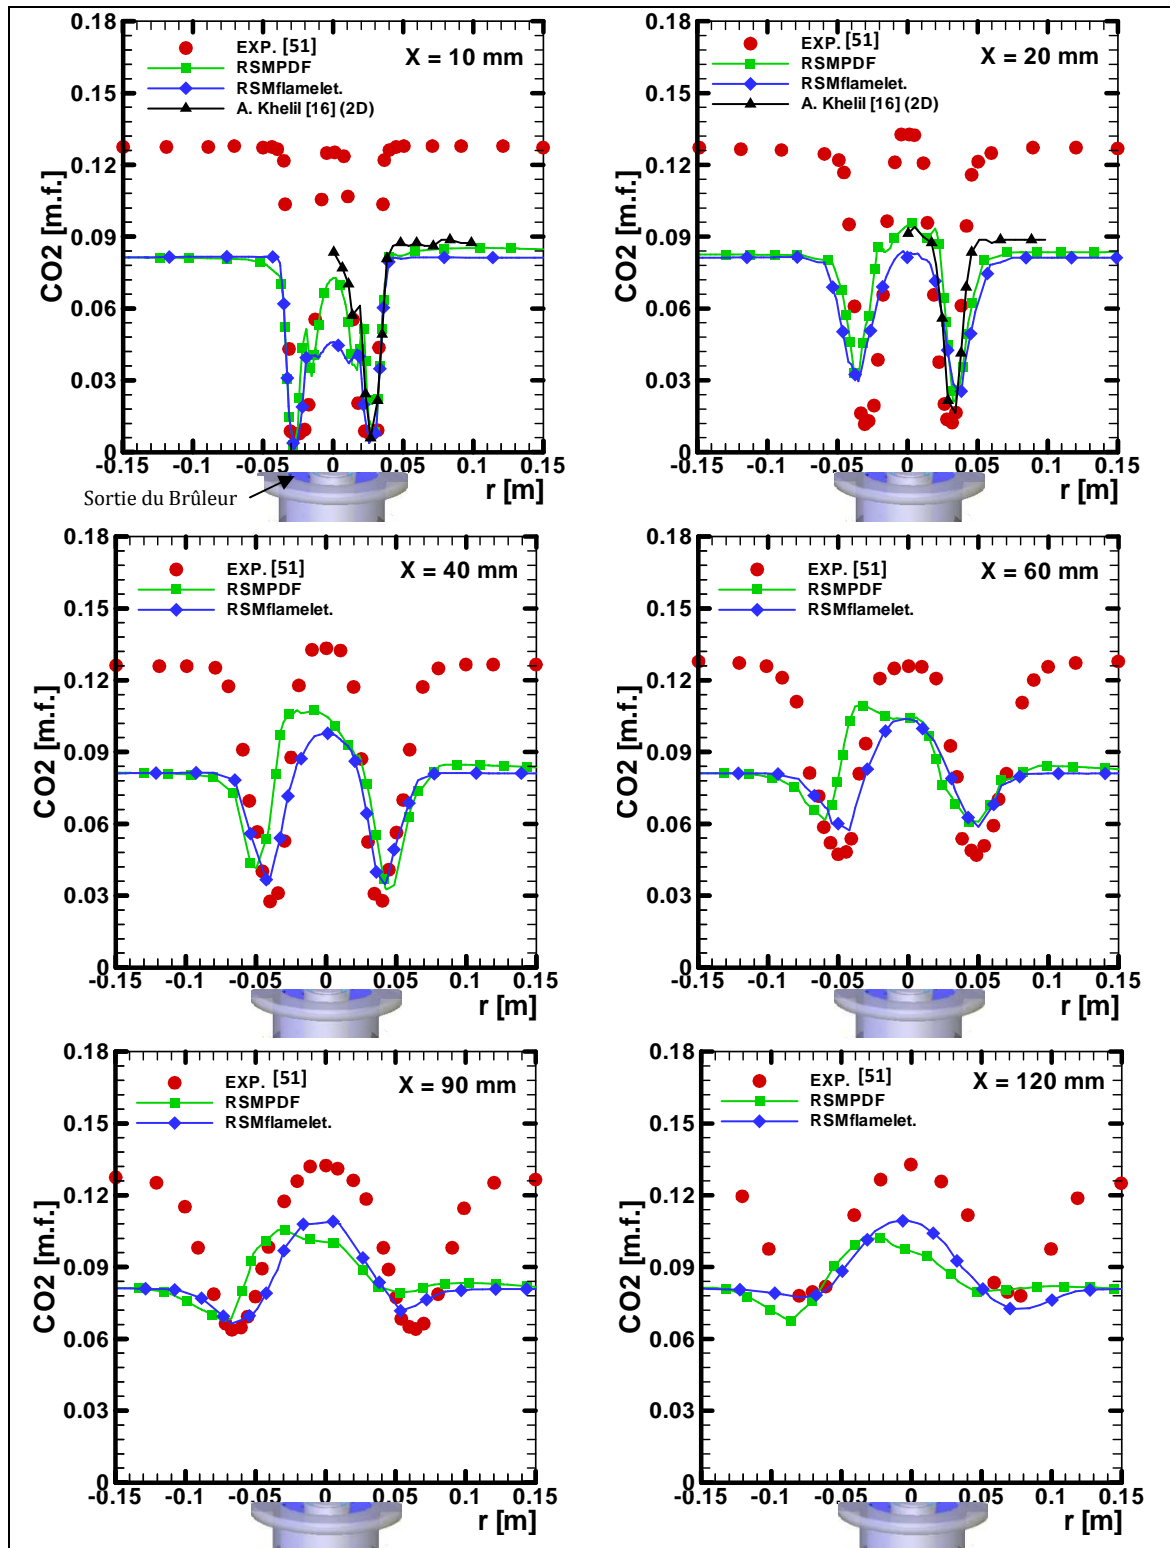 EXP. [51]
RSMPDF
RSMflamelet.
A. Khelil [16] (2D)
X = 10 mm
CO2 [m.f.]
0.18
0.15
0.12
0.09
0.06
0.03
0
-0.15 -0.1 -0.05 0 0.05 0.1 0.15
r [m]
Sortie du Brûleur
EXP. [51]
RSMPDF
RSMflamelet.
A. Khelil [16] (2D)
X = 20 mm
CO2 [m.f.]
0.18
0.15
0.12
0.09
0.06
0.03
0
-0.15 -0.1 -0.05 0 0.05 0.1 0.15
r [m]
EXP. [51]
RSMPDF
RSMflamelet.
X = 40 mm
CO2 [m.f.]
0.18
0.15
0.12
0.09
0.06
0.03
0
-0.15 -0.1 -0.05 0 0.05 0.1 0.15
r [m]
EXP. [51]
RSMPDF
RSMflamelet.
X = 60 mm
CO2 [m.f.]
0.18
0.15
0.12
0.09
0.06
0.03
0
-0.15 -0.1 -0.05 0 0.05 0.1 0.15
r [m]
EXP. [51]
RSMPDF
RSMflamelet.
X = 90 mm
CO2 [m.f.]
0.18
0.15
0.12
0.09
0.06
0.03
0
-0.15 -0.1 -0.05 0 0.05 0.1 0.15
r [m]
EXP. [51]
RSMPDF
RSMflamelet.
X = 120 mm
CO2 [m.f.]
0.18
0.15
0.12
0.09
0.06
0.03
0
-0.15 -0.1 -0.05 0 0.05 0.1 0.15
r [m]